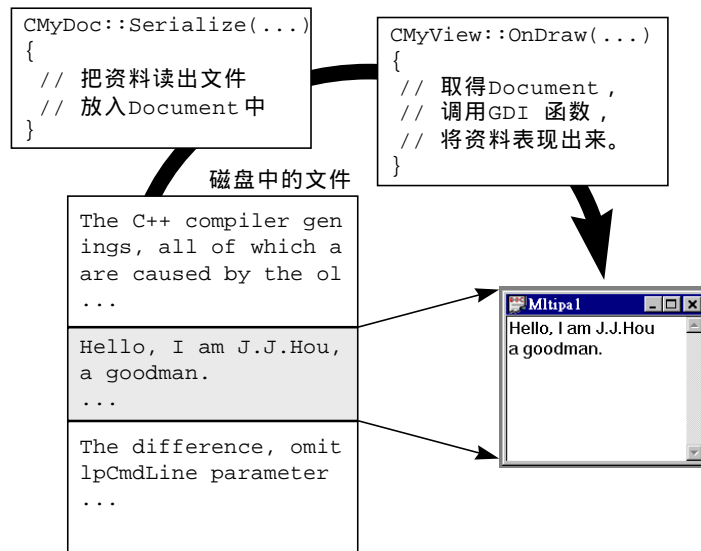 CMyDoc::Serialize(...)
{
// 把资料读出文件
// 放入Document 中
}
CMyView::OnDraw(...)
{
// 取得Document ,
// 调用GDI 函数 ,
// 将资料表现出来。
}
磁盘中的文件
The C++ compiler gen
ings, all of which a
are caused by the ol
...
Hello, I am J.J.Hou,
a goodman.
...
The difference, omit
lpCmdLine parameter
...
Mltipa1
Hello, I am J.J.Hou
a goodman.